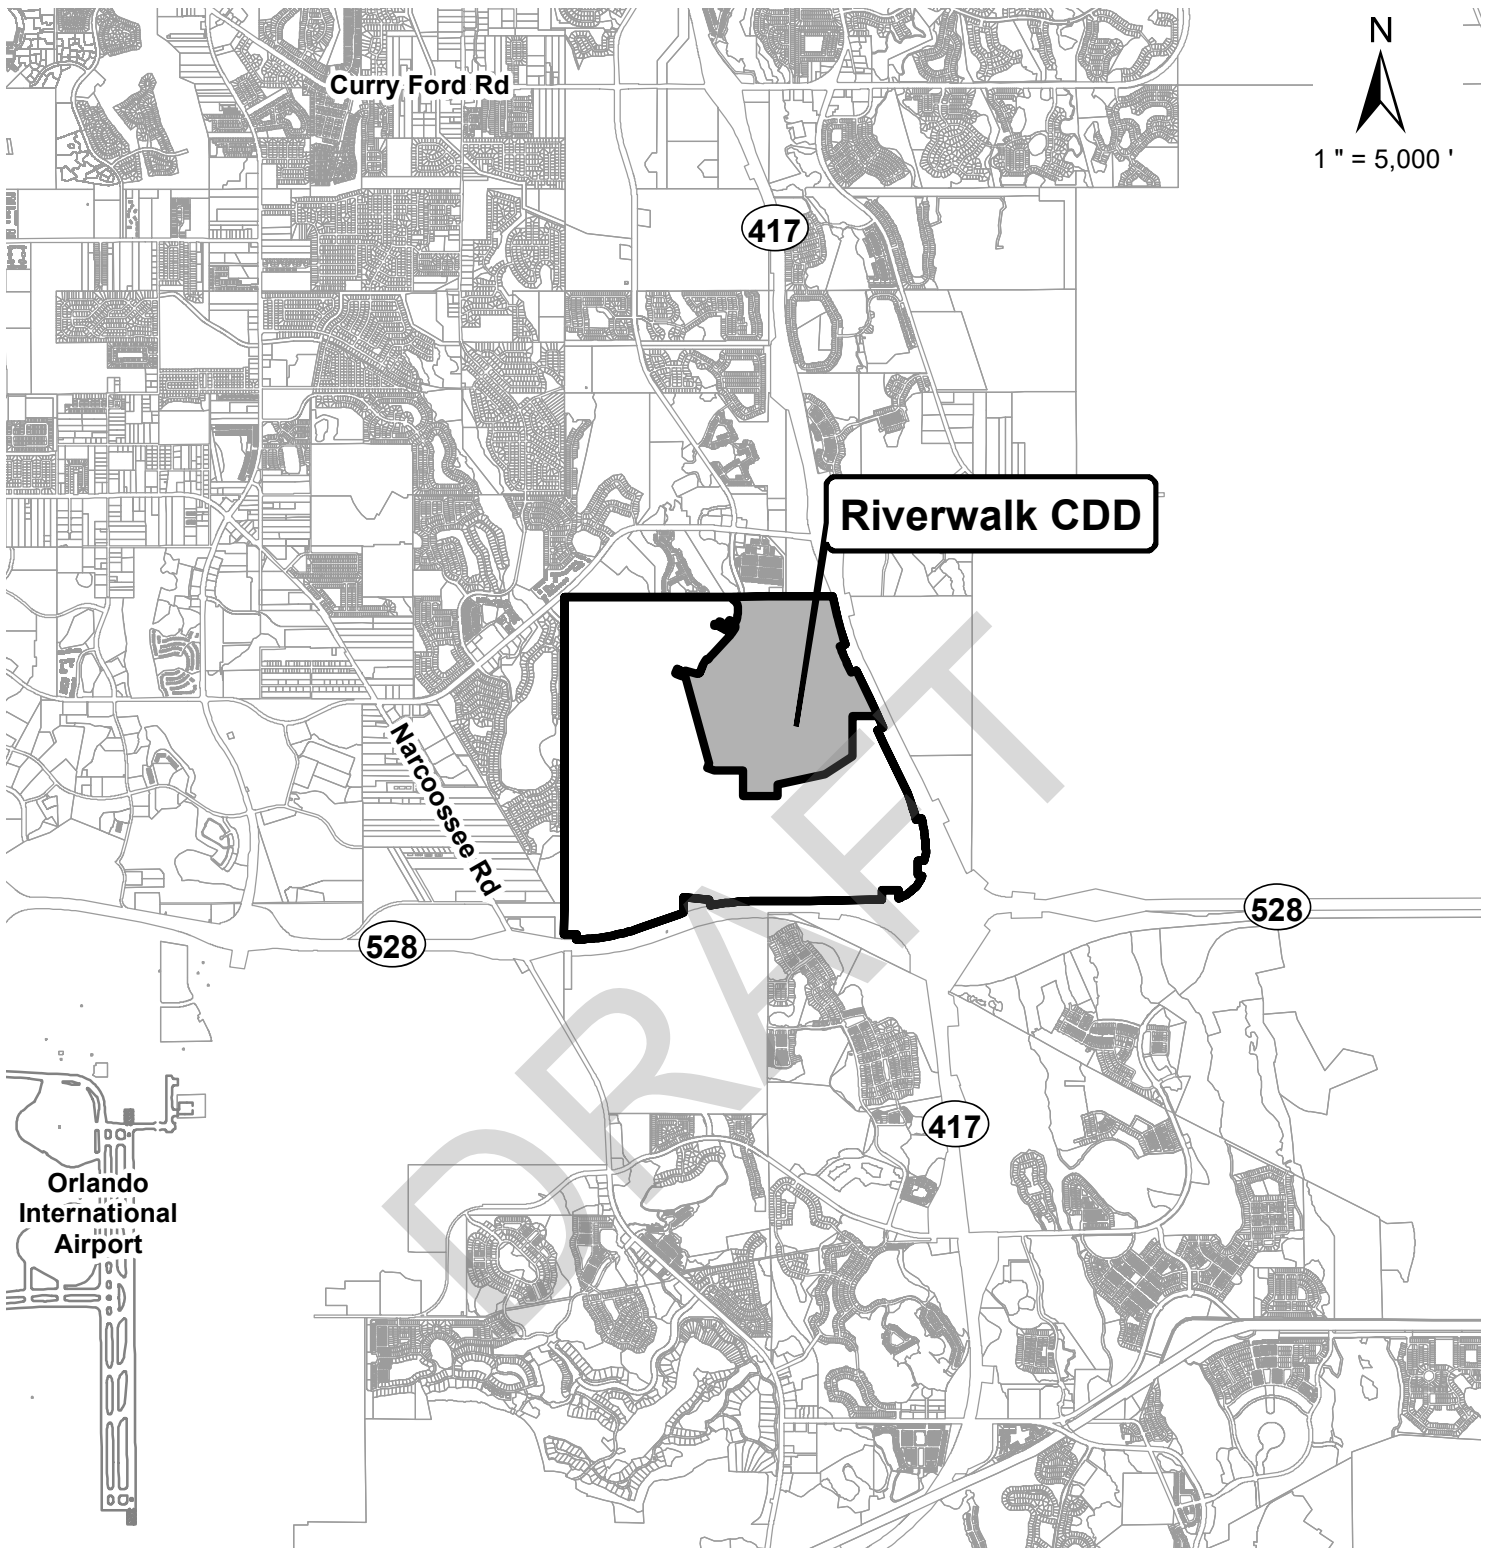 N
Curry Ford Rd
1 " = 5,000 '
417
Riverwalk CDD
Narcoossee Rd
528
528
417
Orlando
International
Airport
DRAFT